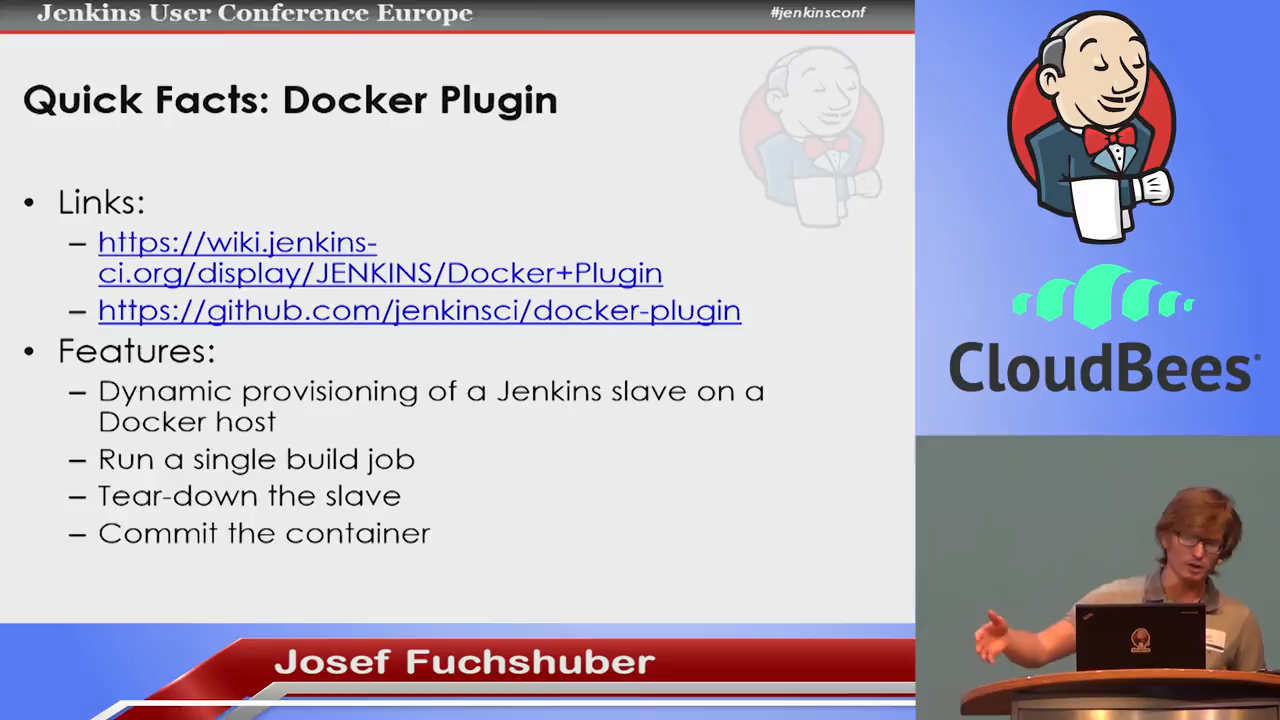 Jenkins User Conference Europe
#jenkinsconf
Quick Facts: Docker Plugin
• Links:
– https://wiki.jenkins-
ci.org/display/JENKINS/Docker+Plugin
– https://github.com/jenkinsci/docker-plugin
• Features:
– Dynamic provisioning of a Jenkins slave on a
Docker host
– Run a single build job
– Tear-down the slave
– Commit the container
CloudBees
Josef Fuchshuber